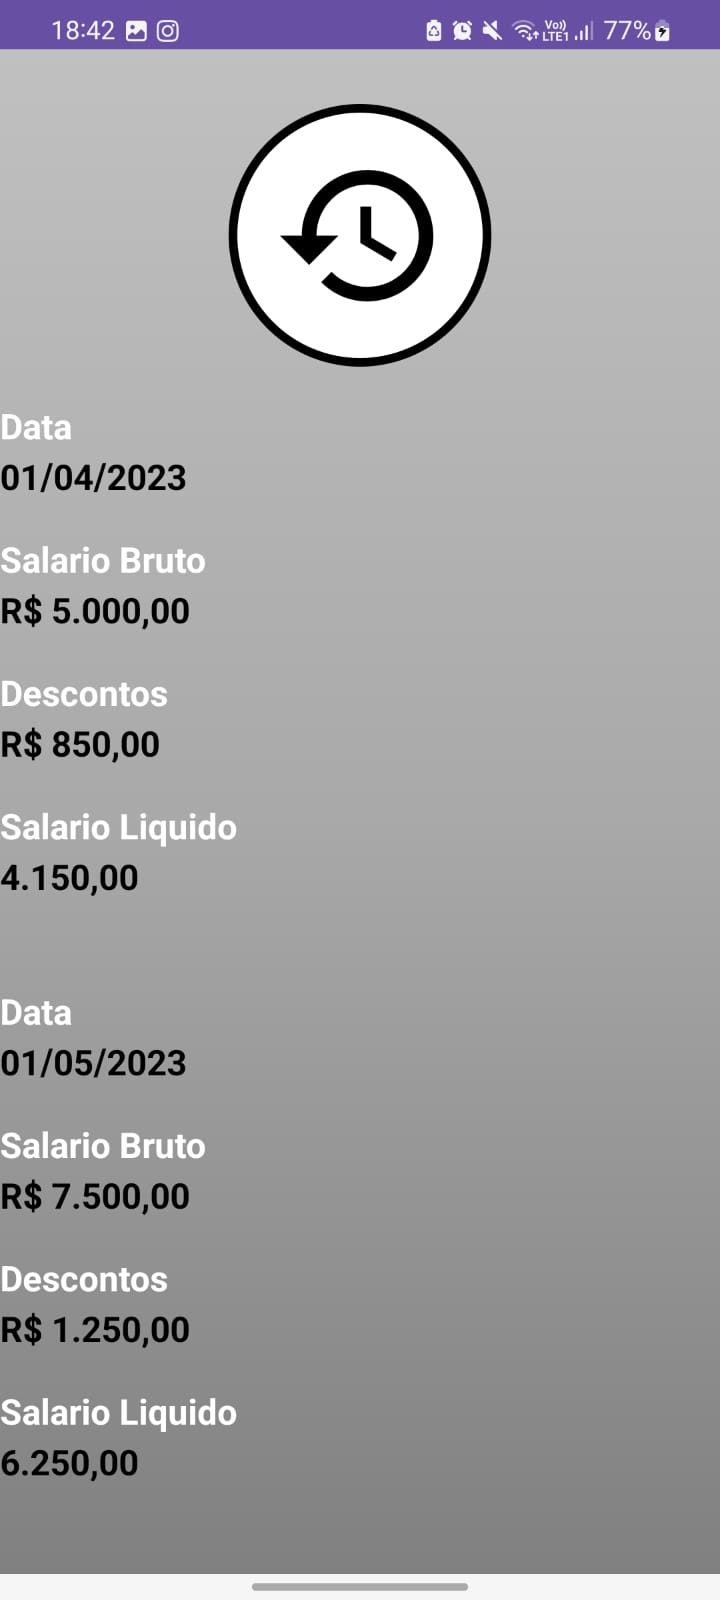 18:42 Vo)) LTE1 77%
Data
01/04/2023
Salario Bruto
R$ 5.000,00
Descontos
R$ 850,00
Salario Liquido
4.150,00
Data
01/05/2023
Salario Bruto
R$ 7.500,00
Descontos
R$ 1.250,00
Salario Liquido
6.250,00